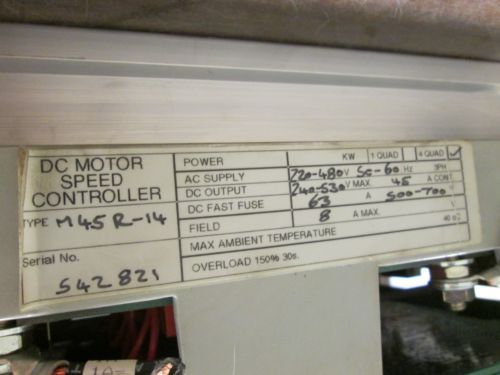 DC MOTOR
SPEED
CONTROLLER
TYPE M45R-14
Serial No.
542821
POWER KW 1 QUAD 4 QUAD ✓
AC SUPPLY 220-480V 50-60 Hz 3PH
DC OUTPUT 240-530V MAX. 45 A CONT.
DC FAST FUSE 63 A 500-700 V
FIELD 8 A MAX. V
MAX AMBIENT TEMPERATURE 40
OVERLOAD 150% 30s.